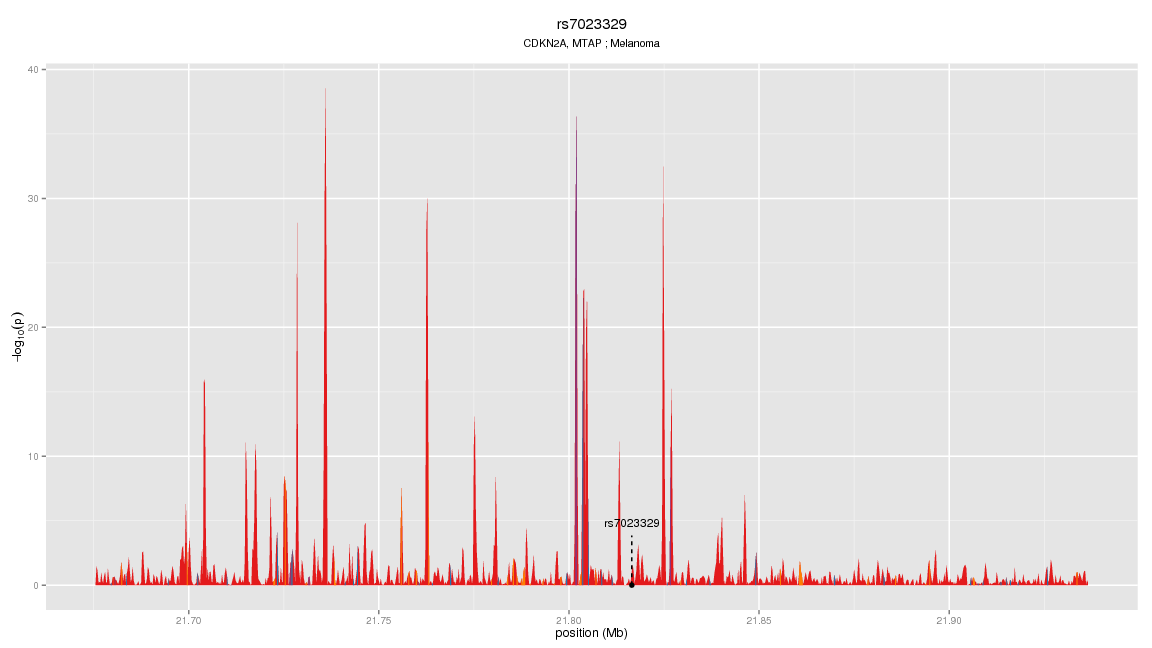 rs7023329
CDKN2A, MTAP ; Melanoma
40
30
20
10
0
−log10(p)
rs7023329
21.70
21.75
21.80
21.85
21.90
position (Mb)